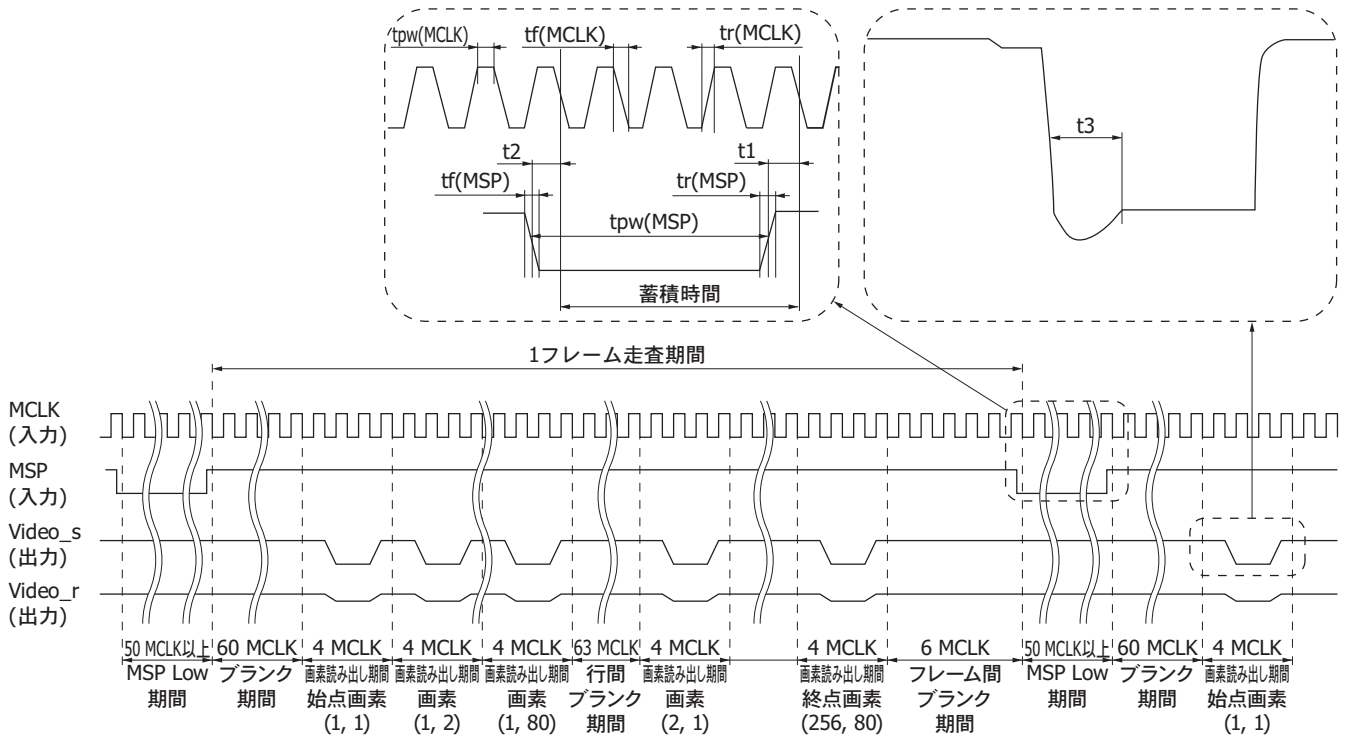 tpw(MCLK)
tf(MCLK)
tr(MCLK)
t2
t1
tf(MSP)
tr(MSP)
tpw(MSP)
蓄積時間
t3
1フレーム走査期間
MCLK
(入力)
MSP
(入力)
Video_s
(出力)
Video_r
(出力)
50 MCLK以上
MSP Low
期間
60 MCLK
ブランク
期間
4 MCLK
画素読み出し期間
始点画素
(1, 1)
4 MCLK
画素読み出し期間
画素
(1, 2)
4 MCLK
画素読み出し期間
画素
(1, 80)
63 MCLK
行間
ブランク
期間
4 MCLK
画素読み出し期間
画素
(2, 1)
4 MCLK
画素読み出し期間
終点画素
(256, 80)
6 MCLK
フレーム間
ブランク
期間
50 MCLK以上
MSP Low
期間
60 MCLK
ブランク
期間
4 MCLK
画素読み出し期間
始点画素
(1, 1)